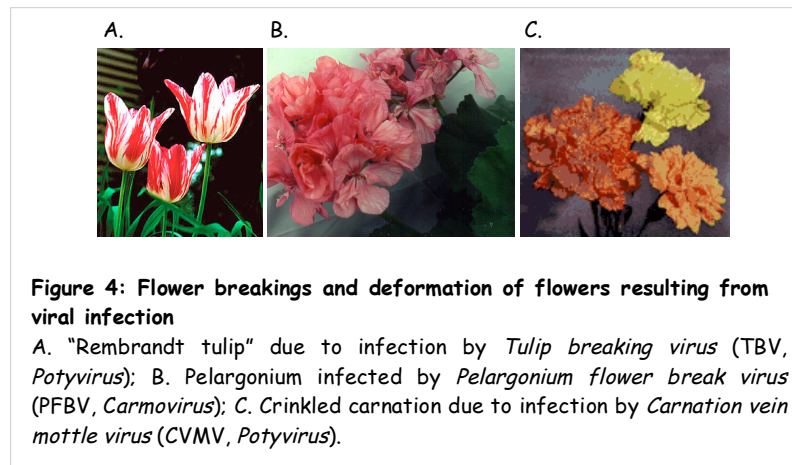 A. B. C.
Figure 4: Flower breakings and deformation of flowers resulting from
viral infection
A. “Rembrandt tulip” due to infection by Tulip breaking virus (TBV,
Potyvirus); B. Pelargonium infected by Pelargonium flower break virus
(PFBV, Carmovirus); C. Crinkled carnation due to infection by Carnation vein
mottle virus (CVMV, Potyvirus).